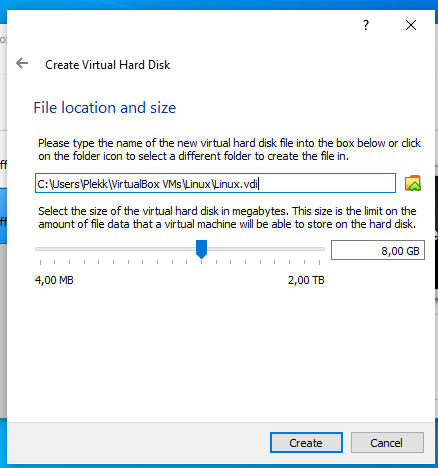 ?
Create Virtual Hard Disk
File location and size
Please type the name of the new virtual hard disk file into the box below or click
on the folder icon to select a different folder to create the file in.
C:\Users\Plekk\VirtualBox VMs\Linux\Linux.vdi
Select the size of the virtual hard disk in megabytes. This size is the limit on the
amount of file data that a virtual machine will be able to store on the hard disk.
8,00 GB
4,00 MB 2,00 TB
Create Cancel